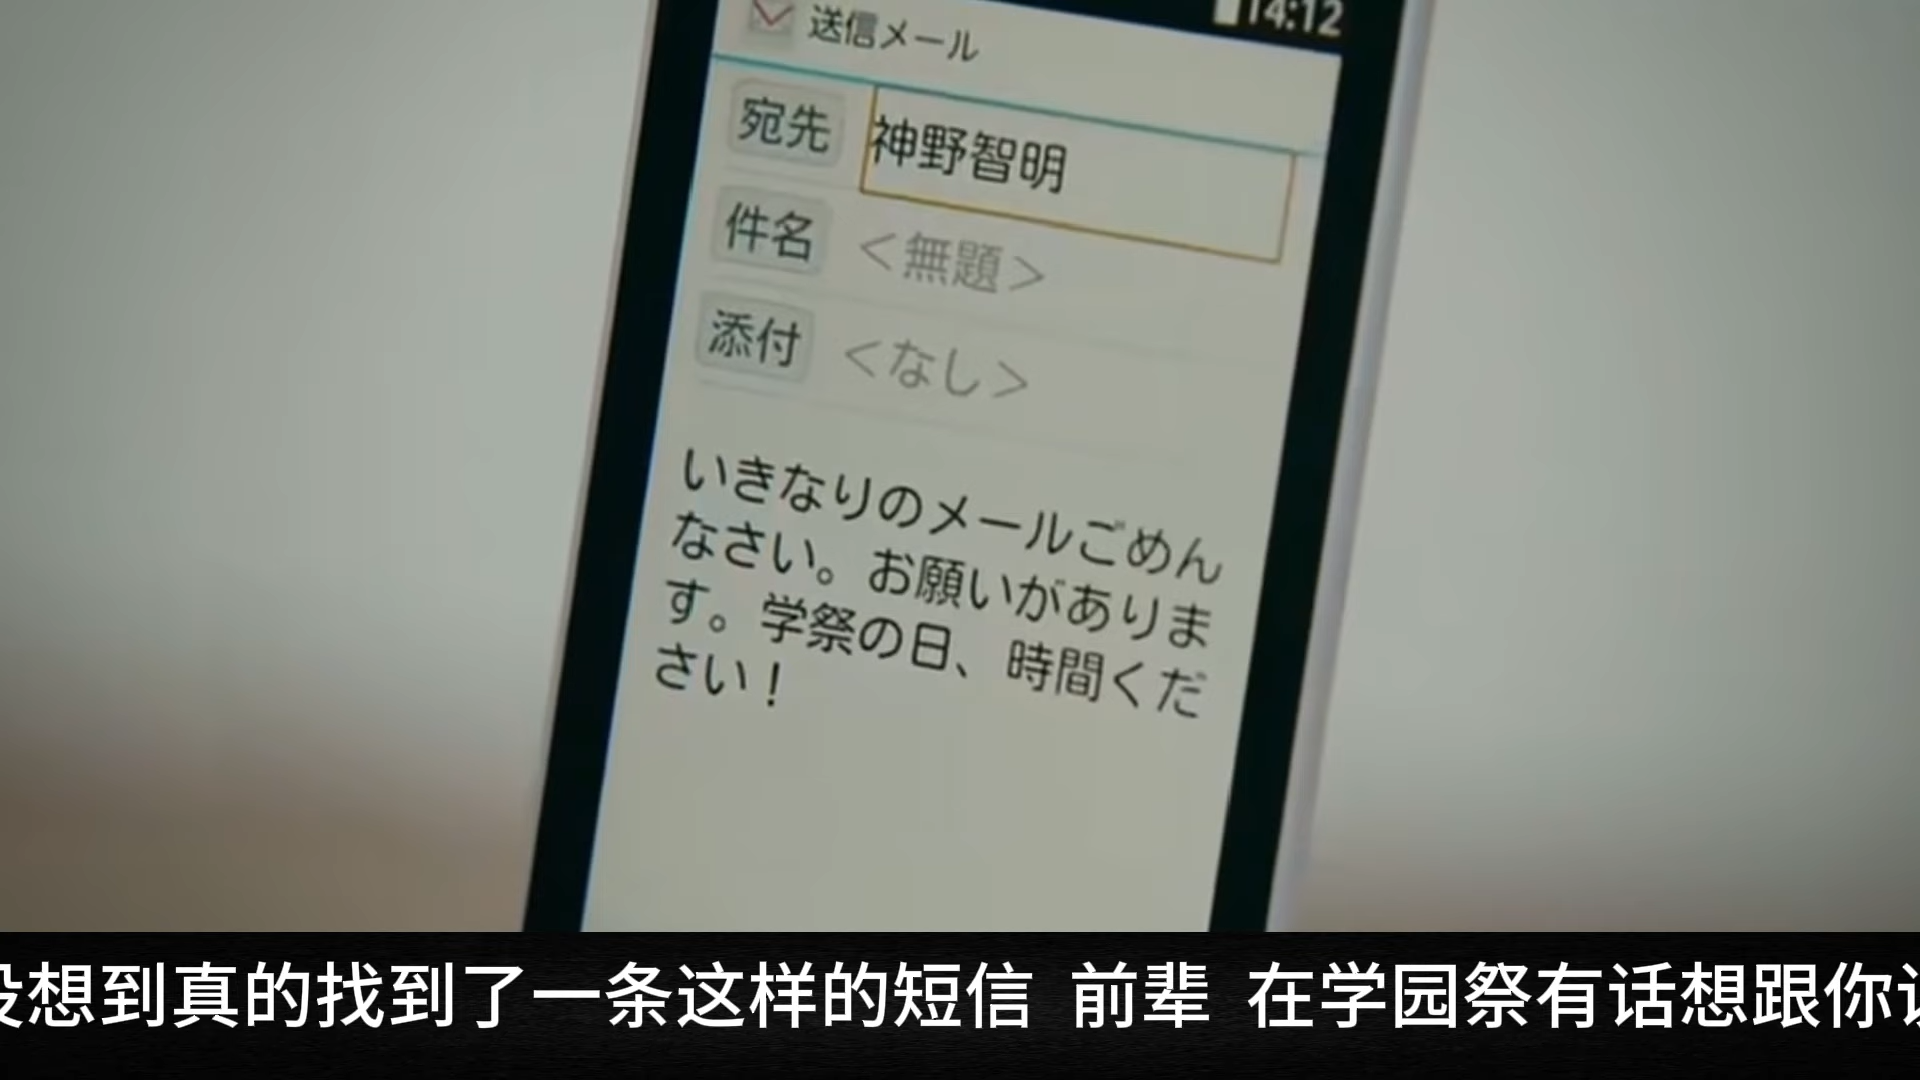 14:12
送信メール
宛先 神野智明
件名 <無題>
添付 <なし>
いきなりのメールごめん
なさい。お願いがありま
す。学祭の日、時間くだ
さい！
想到真的找到了一条这样的短信 前辈 在学园祭有话想跟你